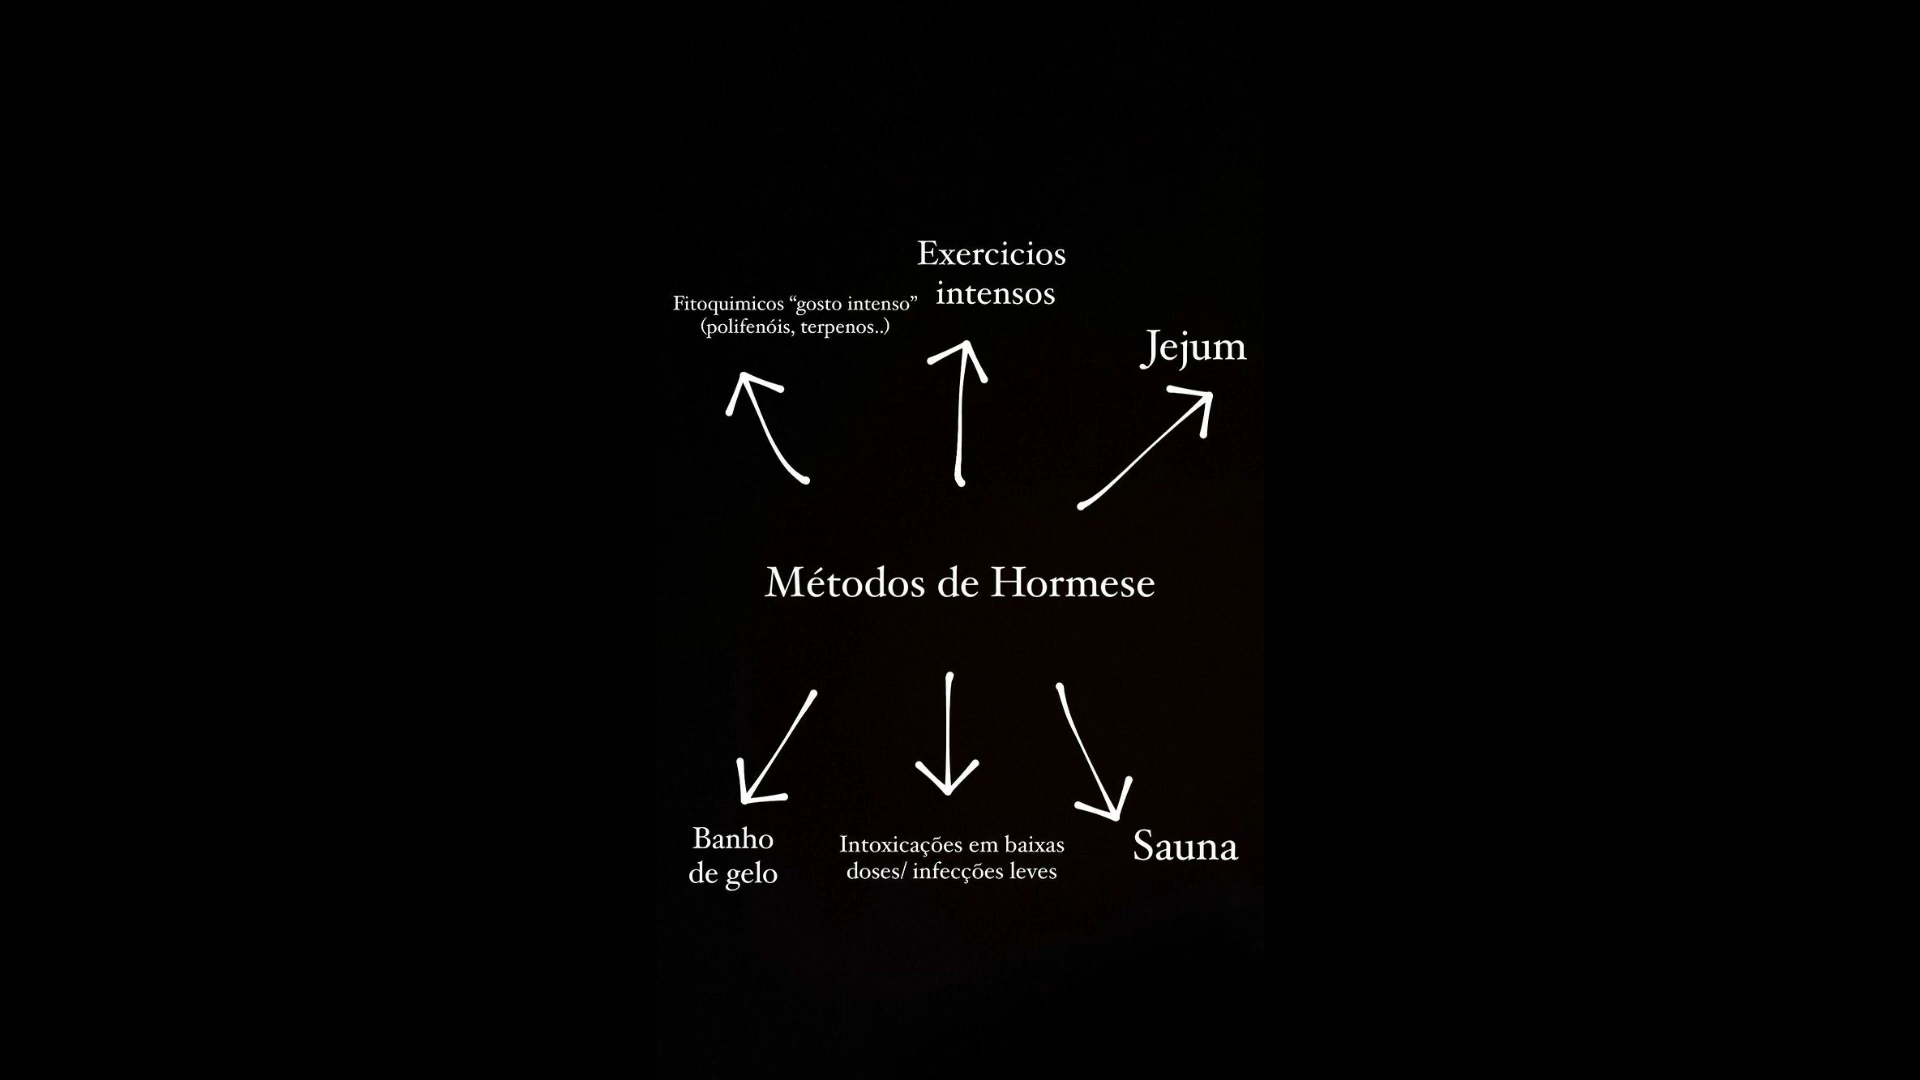 Exercicios
intensos
Fitoquimicos “gosto intenso”
(polifenóis, terpenos..)
Jejum
Métodos de Hormese
Banho
de gelo
Intoxicações em baixas
doses/ infecções leves
Sauna